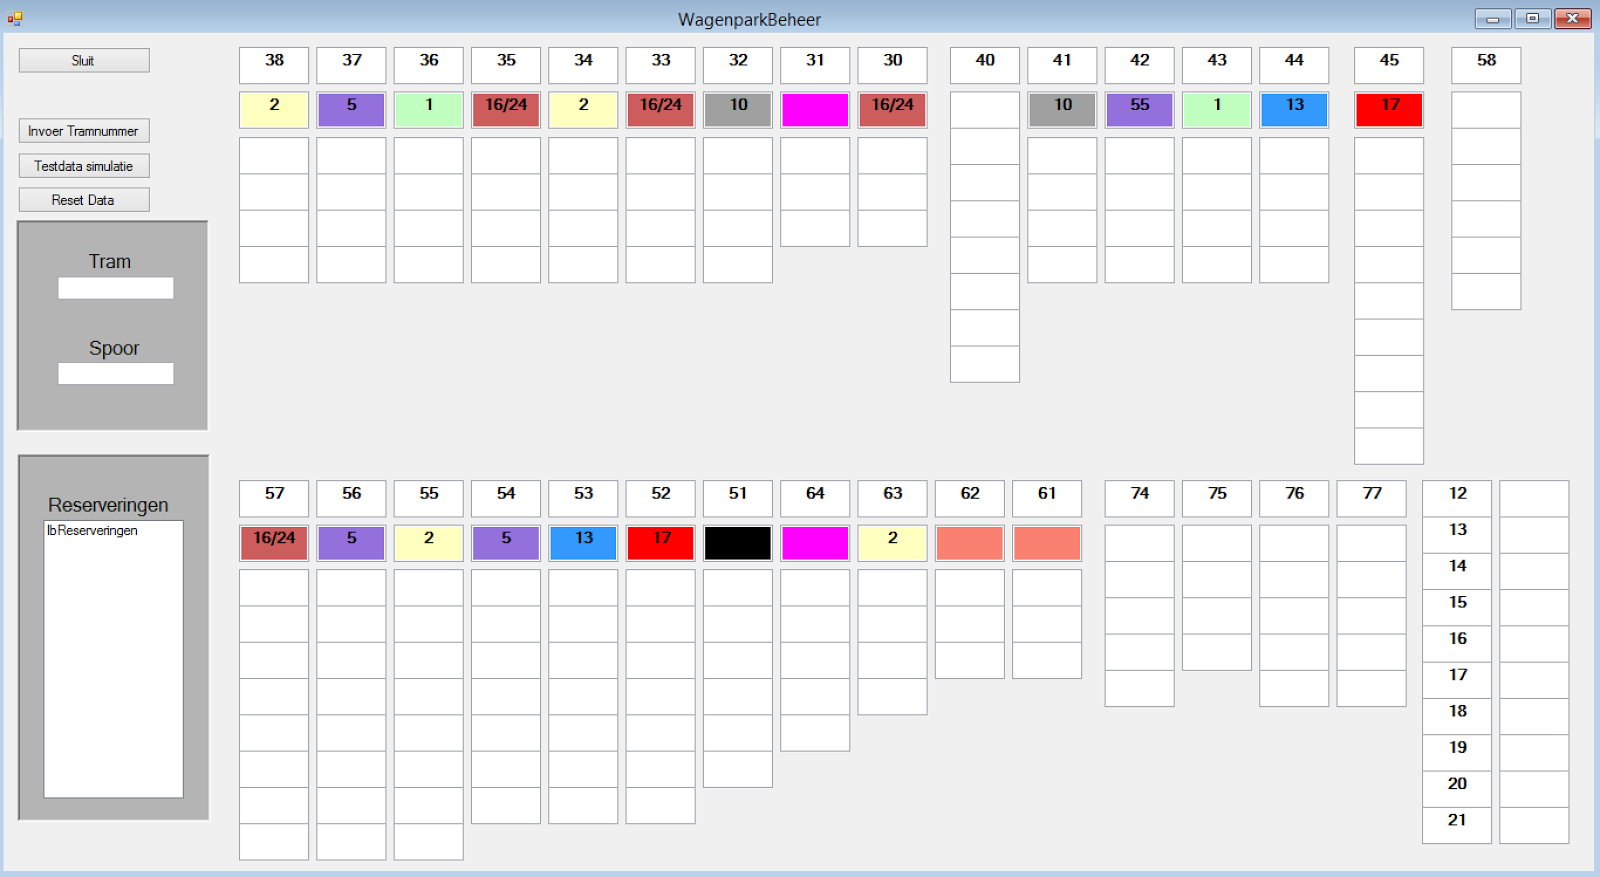 WagenparkBeheer
Sluit
Invoer Tramnummer
Testdata simulatie
Reset Data
Tram
Spoor
Reserveringen
lbReserveringen
38 37 36 35 34 33 32 31 30 40 41 42 43 44 45 58
2 5 1 16/24 2 16/24 10 16/24 10 55 1 13 17
57 56 55 54 53 52 51 64 63 62 61 74 75 76 77 12
16/24 5 2 5 13 17 2 13
14
15
16
17
18
19
20
21